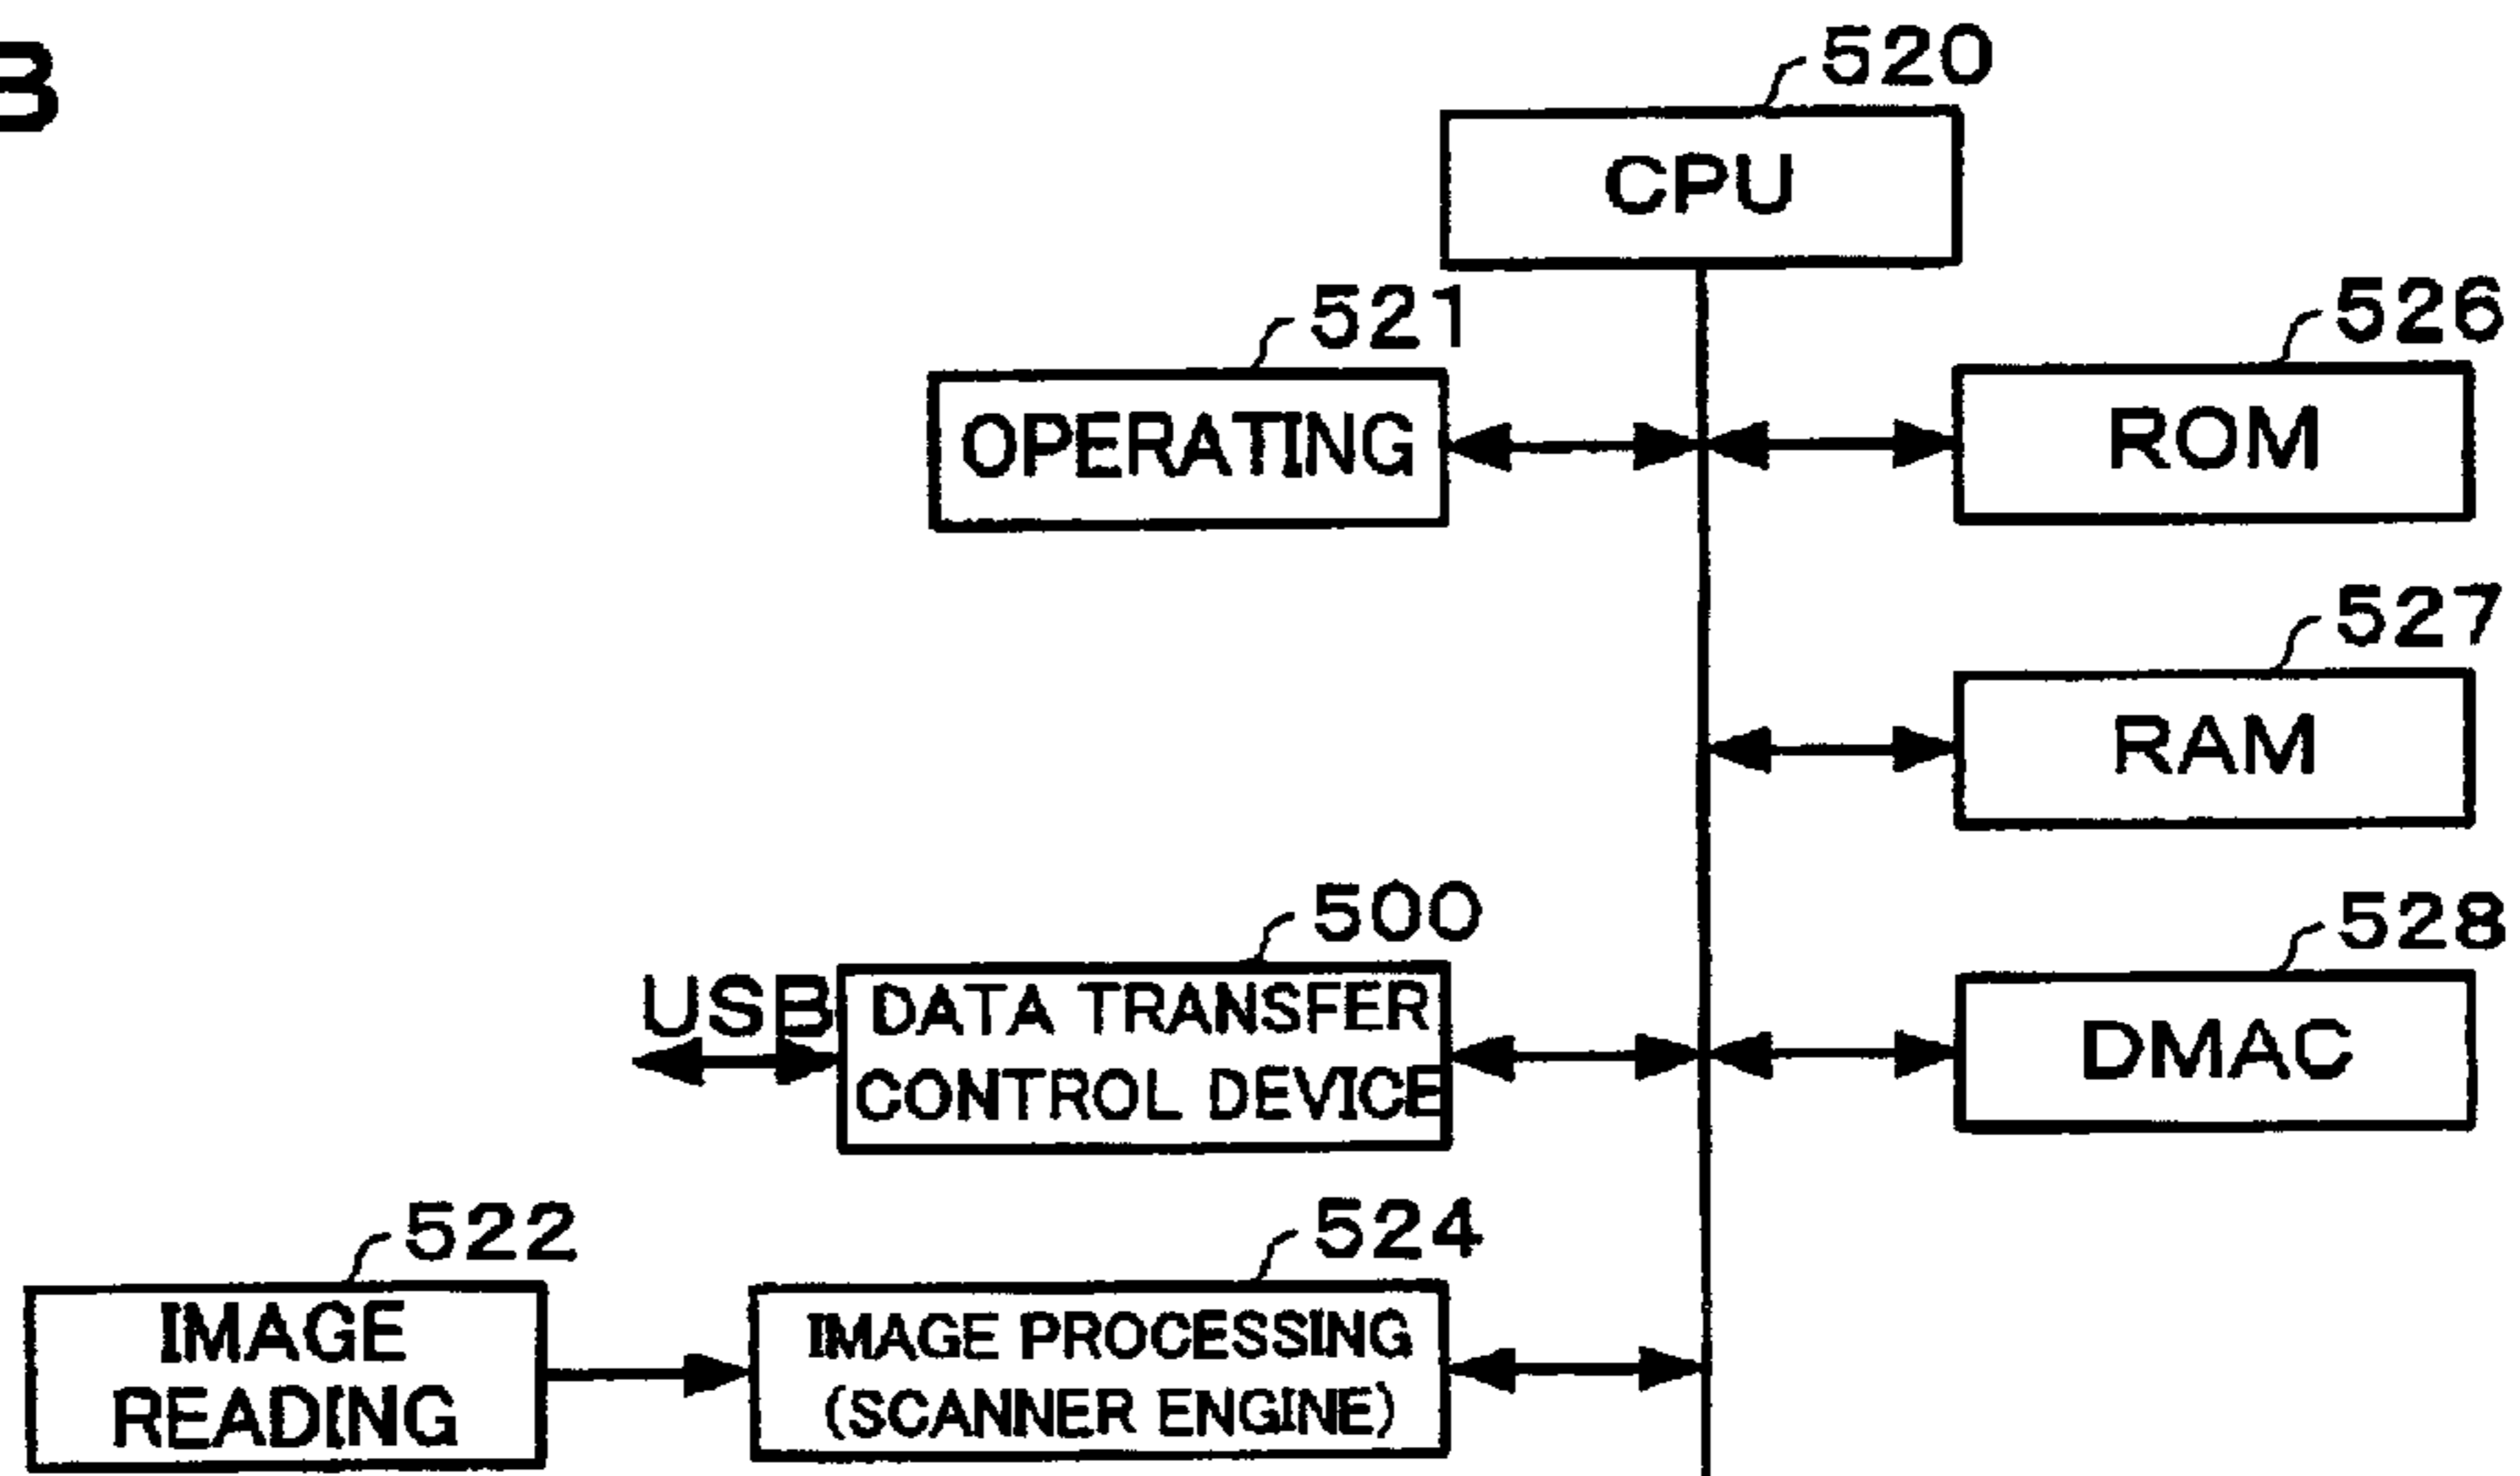 B
520
CPU
521
526
OPERATING
ROM
527
RAM
500
528
USB
DATA TRANSFER
CONTROL DEVICE
DMAC
522
524
IMAGE
READING
IMAGE PROCESSING
(SCANNER ENGINE)